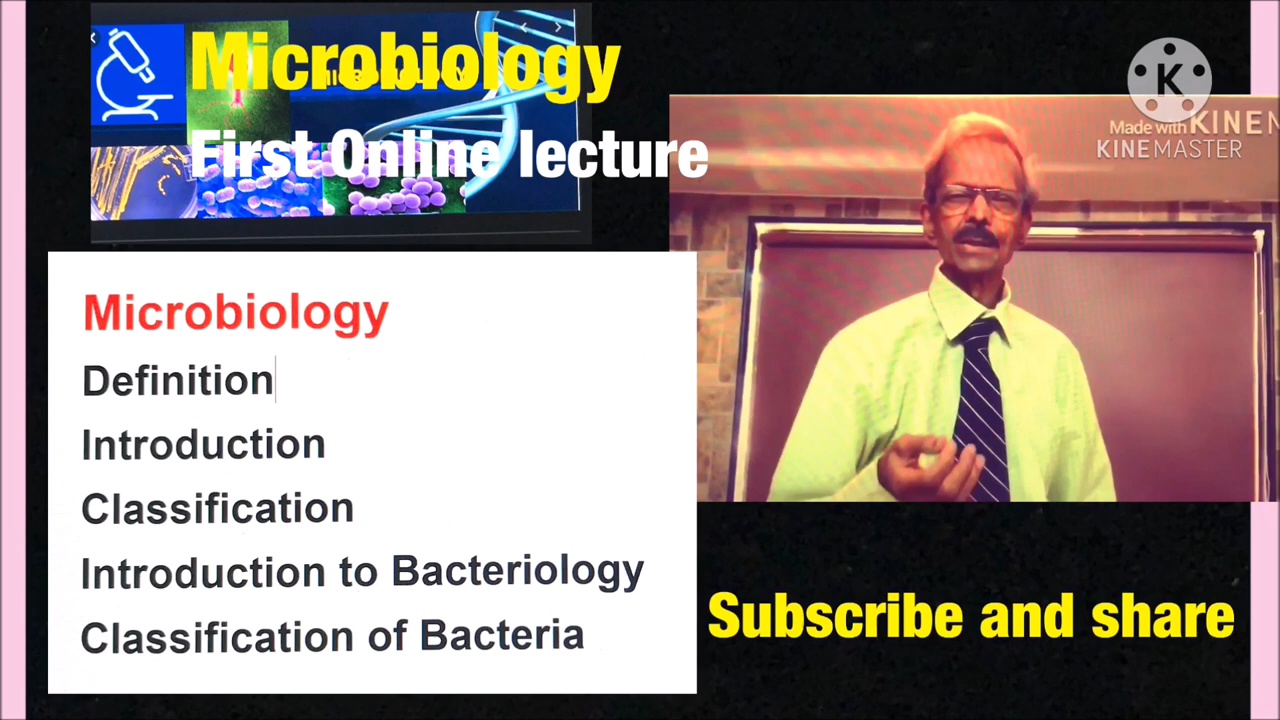 Microbiology
First Online lecture
Made with KINEN
KINEMASTER
K
Microbiology
Definition
Introduction
Classification
Introduction to Bacteriology
Classification of Bacteria
Subscribe and share